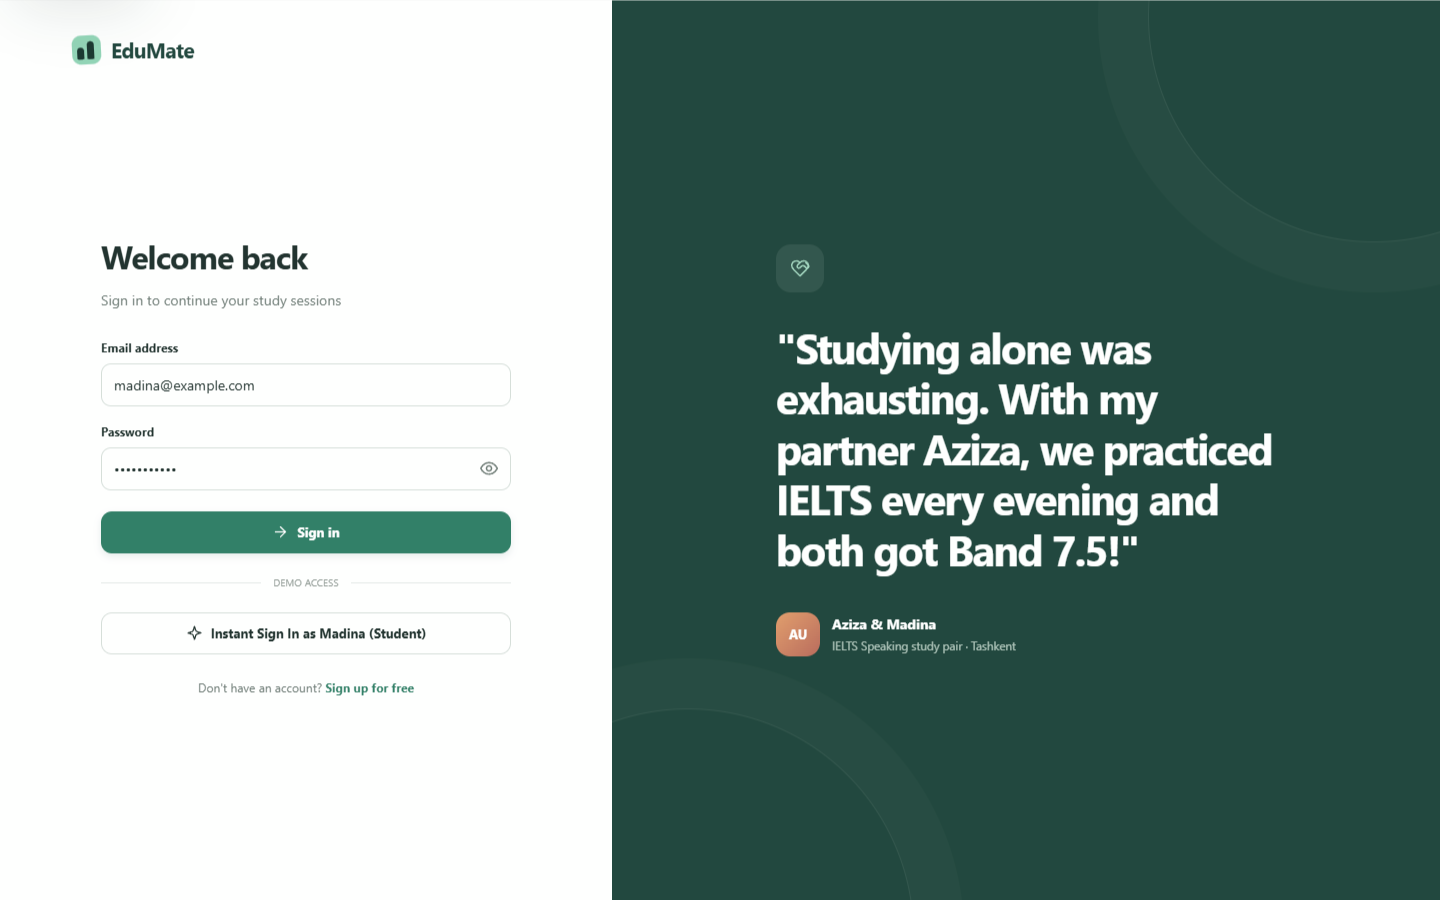 EduMate
Welcome back
Sign in to continue your study sessions
Email address
madina@example.com
Password
•••••••••••
Sign in
DEMO ACCESS
Instant Sign In as Madina (Student)
Don't have an account? Sign up for free
"Studying alone was
exhausting. With my
partner Aziza, we practiced
IELTS every evening and
both got Band 7.5!"
AU
Aziza & Madina
IELTS Speaking study pair · Tashkent